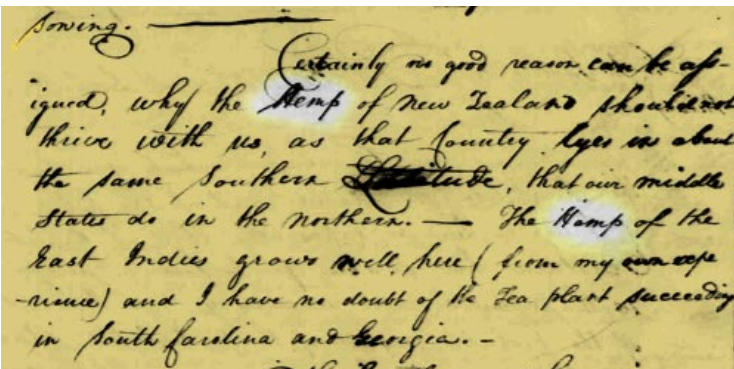 sowing. —
Certainly no good reason can be ass-
igned, why the Hemp of New Zealand should not
thrive with us, as that Country lyes in about
the same Southern Latitude, that our middle
States do in the northern. — The Hemp of the
East Indies grows well here (from my own expe
-rience) and I have no doubt of the Tea plant succeeding
in South Carolina and Georgia. -